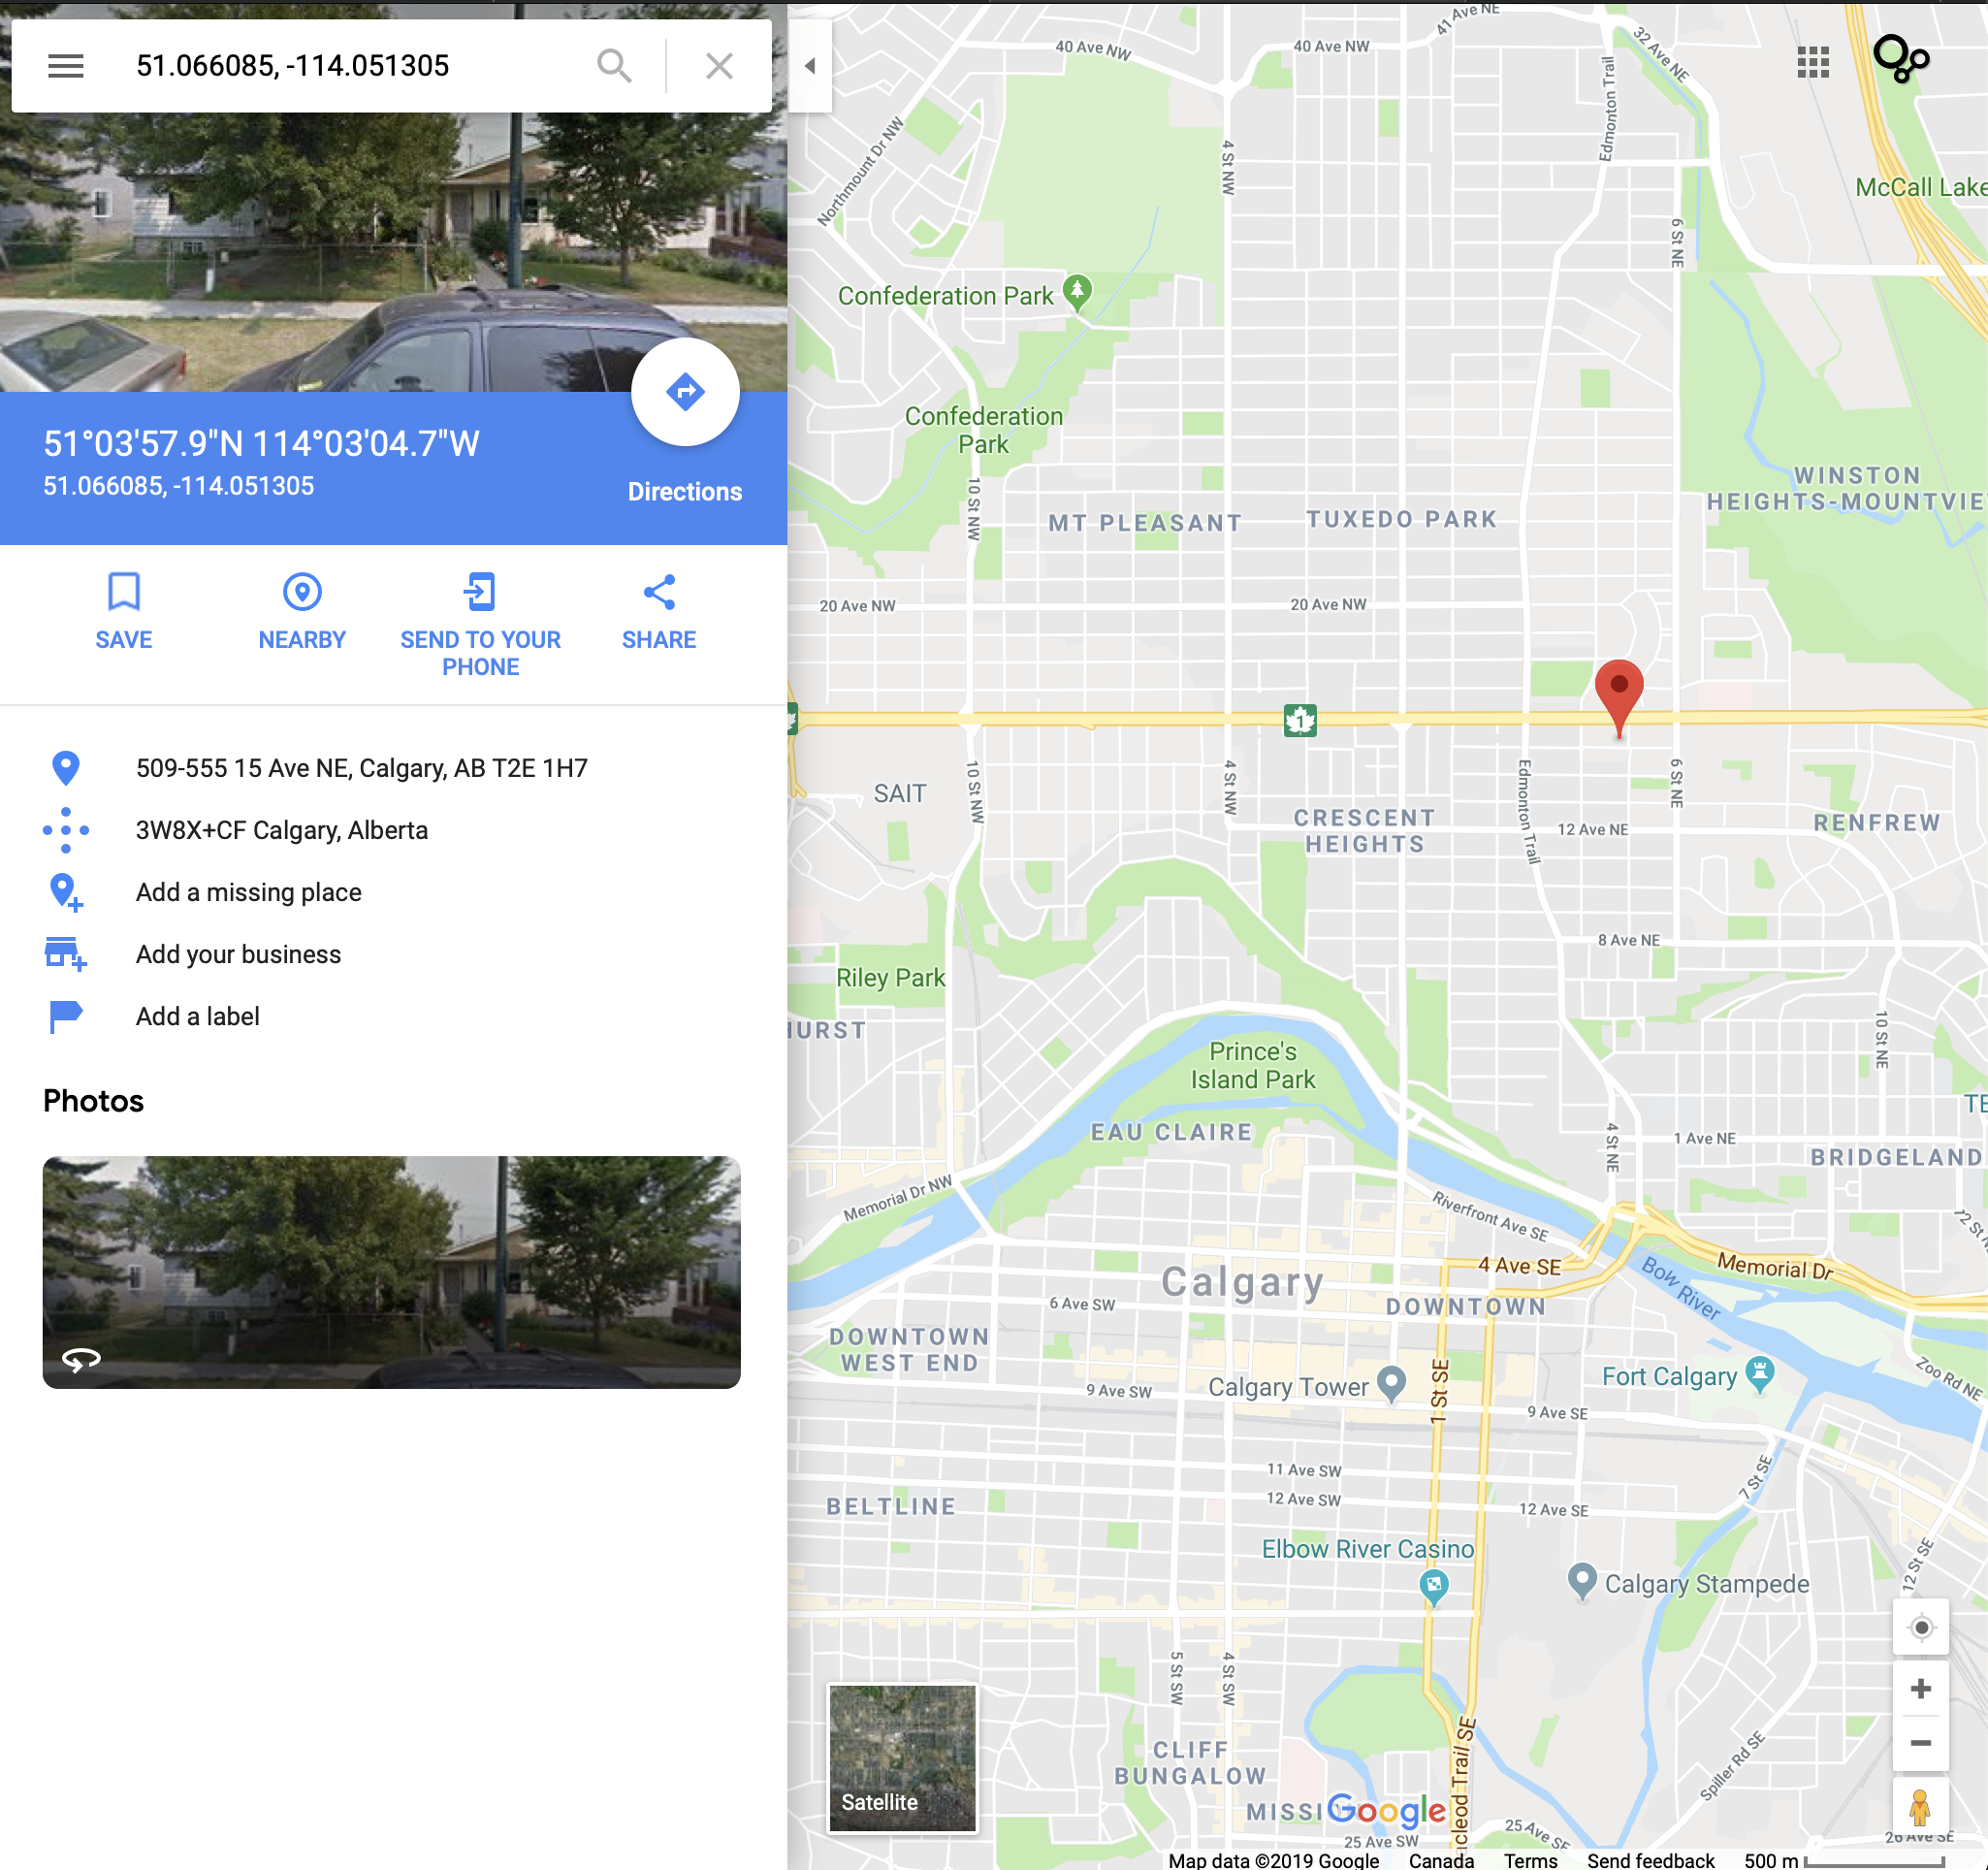 51.066085, -114.051305
51°03'57.9"N 114°03'04.7"W
51.066085, -114.051305
Directions
SAVE
NEARBY
SEND TO YOUR
PHONE
SHARE
509-555 15 Ave NE, Calgary, AB T2E 1H7
3W8X+CF Calgary, Alberta
Add a missing place
Add your business
Add a label
Photos
40 Ave NW
40 Ave NW
41 Ave NE
32 Ave NE
Edmonton Trail
Northmount Dr NW
4 St NW
McCall Lake
6 St NE
Confederation Park
Confederation
Park
10 St NW
WINSTON
HEIGHTS-MOUNTVIE
MT PLEASANT
TUXEDO PARK
20 Ave NW
20 Ave NW
1
SAIT
10 St NW
4 St NW
Edmonton Trail
6 St NE
CRESCENT
HEIGHTS
12 Ave NE
RENFREW
8 Ave NE
Riley Park
HURST
10 St NE
Prince's
Island Park
TE
EAU CLAIRE
4 St NE
1 Ave NE
BRIDGELAND
Memorial Dr NW
Riverfront Ave SE
12 St N
4 Ave SE
Memorial Dr
Calgary
Bow River
6 Ave SW
DOWNTOWN
DOWNTOWN
WEST END
Zoo Rd NE
9 Ave SW
Calgary Tower
1 St SE
Fort Calgary
9 Ave SE
11 Ave SW
12 Ave SW
7 St SE
12 Ave SE
BELTLINE
Elbow River Casino
12 St SE
Calgary Stampede
5 St SW
4 St SW
CLIFF
BUNGALOW
acleod Trail SE
Spiller Rd SE
Satellite
MISSI
Google
25 Ave SW
25 Ave SE
26 Ave SE
Map data ©2019 Google
Canada
Terms
Send feedback
500 m